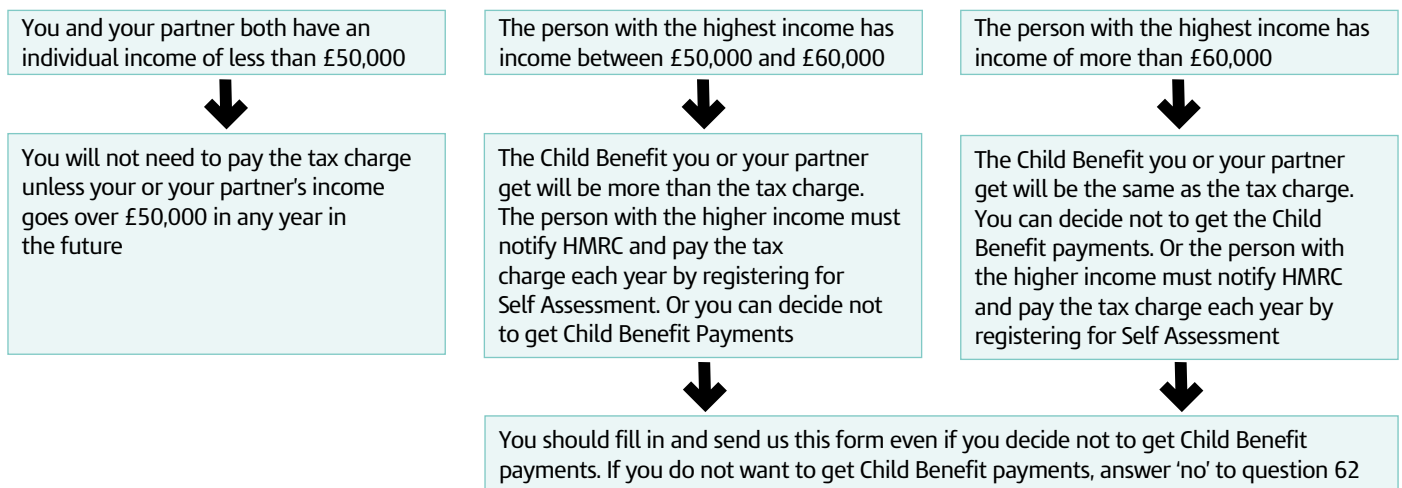 You and your partner both have an
individual income of less than £50,000
The person with the highest income has
income between £50,000 and £60,000
The person with the highest income has
income of more than £60,000
You will not need to pay the tax charge
unless your or your partner's income
goes over £50,000 in any year in
the future
The Child Benefit you or your partner
get will be more than the tax charge.
The person with the higher income must
notify HMRC and pay the tax
charge each year by registering for
Self Assessment. Or you can decide not
to get Child Benefit Payments
The Child Benefit you or your partner
get will be the same as the tax charge.
You can decide not to get the Child
Benefit payments. Or the person with
the higher income must notify HMRC
and pay the tax charge each year by
registering for Self Assessment
You should fill in and send us this form even if you decide not to get Child Benefit
payments. If you do not want to get Child Benefit payments, answer 'no' to question 62